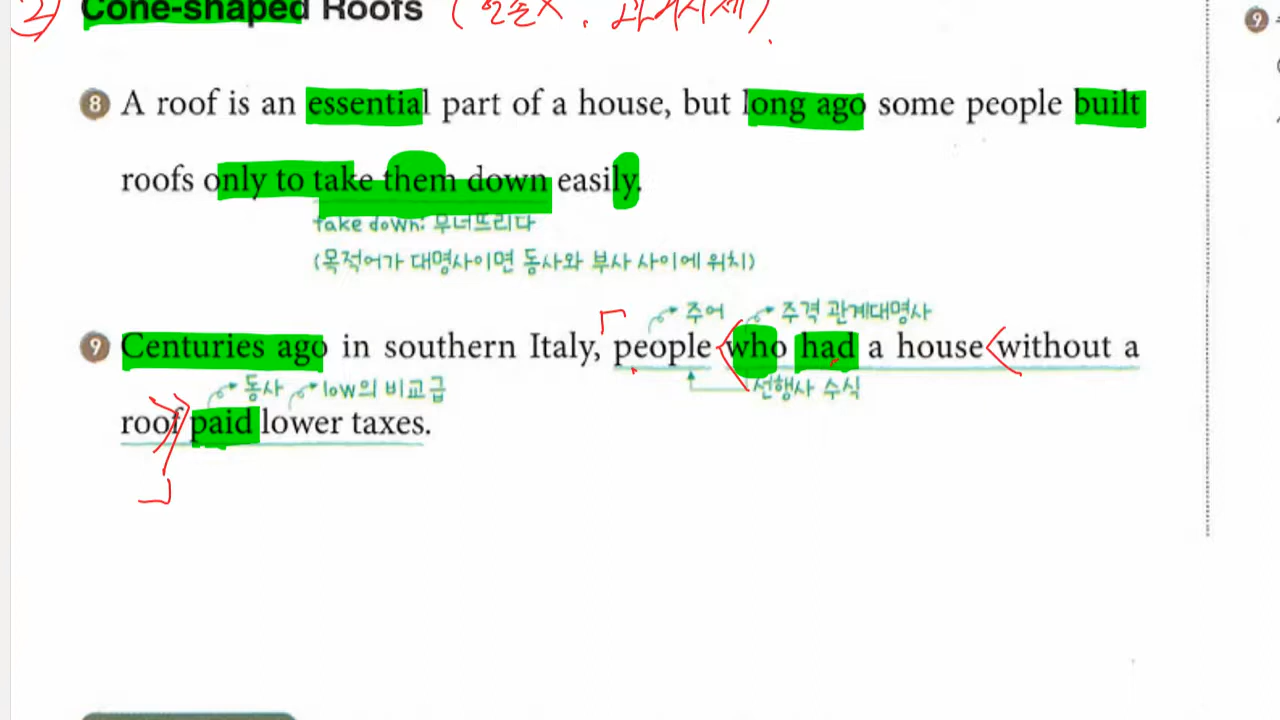 2) Cone-shaped Roofs
8 A roof is an essential part of a house, but long ago some people built
roofs only to take them down easily.
take down: 무너뜨리다
(목적어가 대명사이면 동사와 부사 사이에 위치)
주어 주격 관계대명사
9 Centuries ago in southern Italy, people who had a house without a
선행사 수식
동사 low의 비교급
roof paid lower taxes.
9